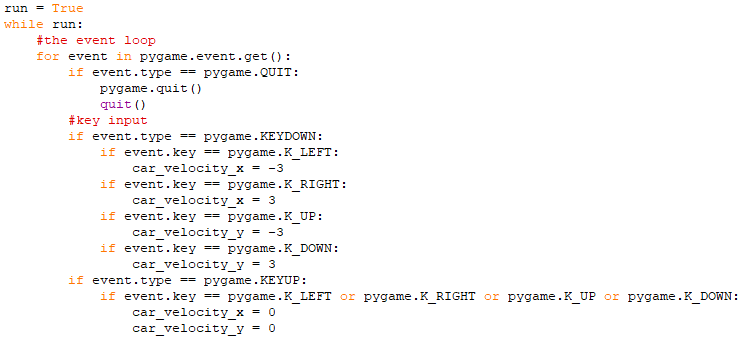 run = True
while run:
    #the event loop
    for event in pygame.event.get():
        if event.type == pygame.QUIT:
            pygame.quit()
            quit()
        #key input
        if event.type == pygame.KEYDOWN:
            if event.key == pygame.K_LEFT:
                car_velocity_x = -3
            if event.key == pygame.K_RIGHT:
                car_velocity_x = 3
            if event.key == pygame.K_UP:
                car_velocity_y = -3
            if event.key == pygame.K_DOWN:
                car_velocity_y = 3
        if event.type == pygame.KEYUP:
            if event.key == pygame.K_LEFT or pygame.K_RIGHT or pygame.K_UP or pygame.K_DOWN:
                car_velocity_x = 0
                car_velocity_y = 0